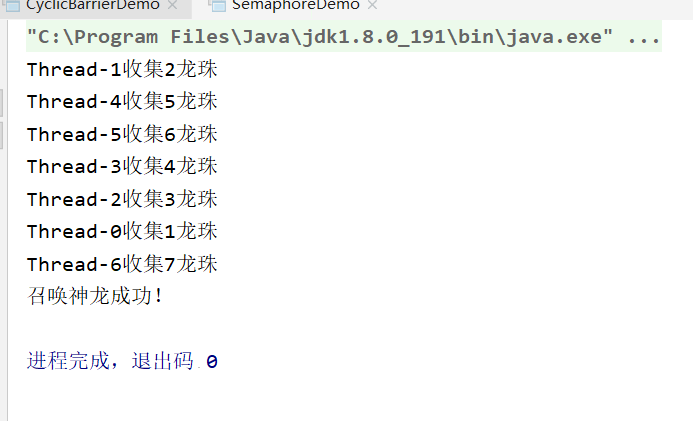 CyclicBarrierDemo SemaphoreDemo
"C:\Program Files\Java\jdk1.8.0_191\bin\java.exe" ...
Thread-1收集2龙珠
Thread-4收集5龙珠
Thread-5收集6龙珠
Thread-3收集4龙珠
Thread-2收集3龙珠
Thread-0收集1龙珠
Thread-6收集7龙珠
召唤神龙成功！
进程完成，退出码 0